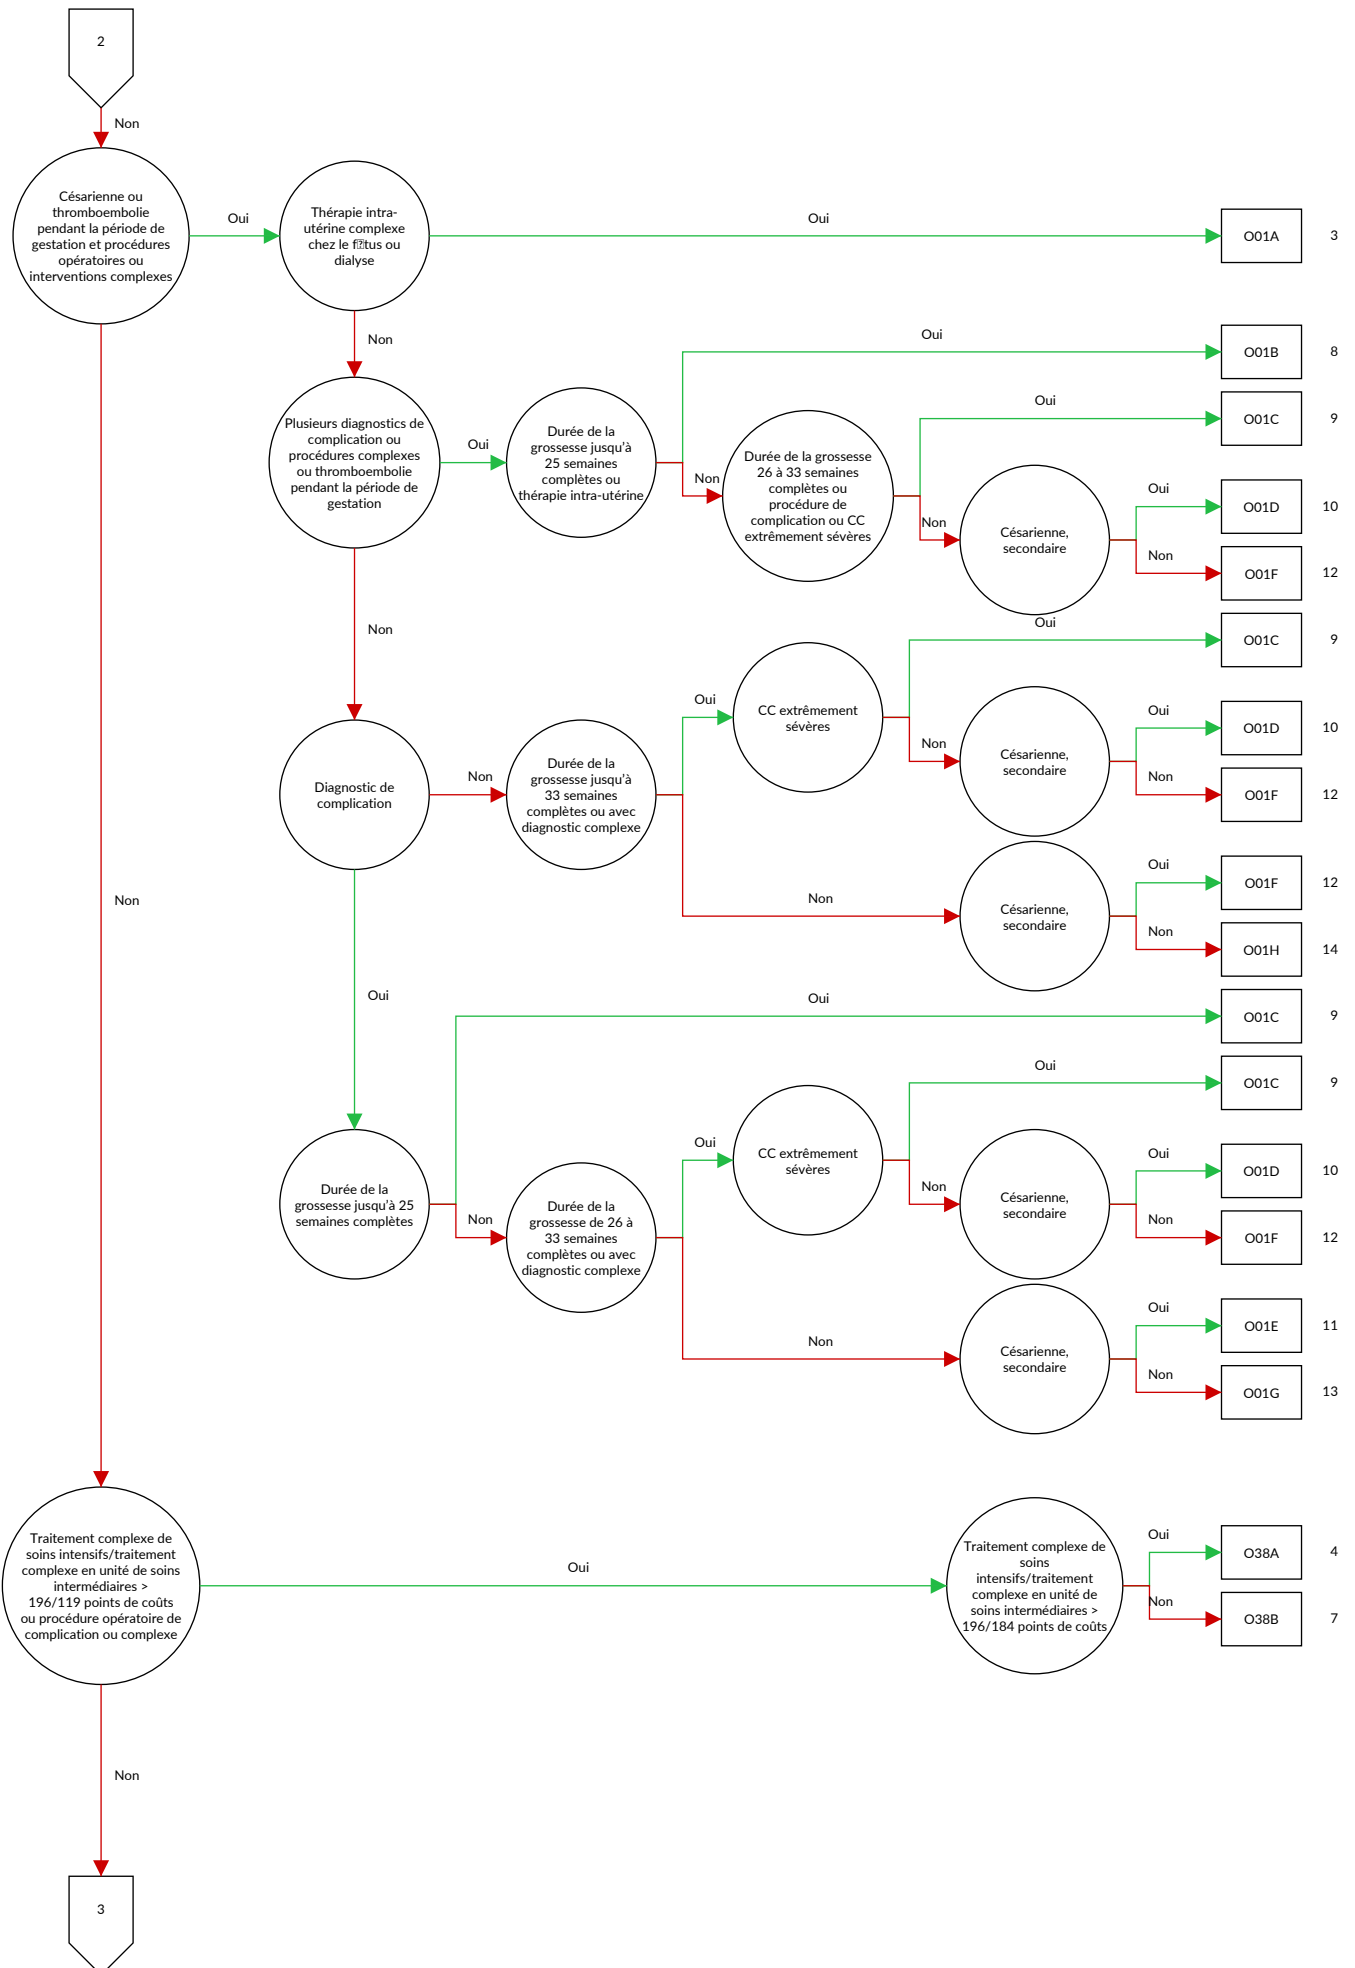 2
Non
Césarienne ou
thromboembolie
pendant la période de
gestation et procédures
opératoires ou
interventions complexes
Oui
Thérapie intra-
utérine complexe
chez le f�tus ou
dialyse
Oui
O01A
3
Non
Plusieurs diagnostics de
complication ou
procédures complexes
ou thromboembolie
pendant la période de
gestation
Oui
Durée de la
grossesse jusqu'à
25 semaines
complètes ou
thérapie intra-utérine
Oui
O01B
8
Non
Durée de la grossesse
26 à 33 semaines
complètes ou
procédure de
complication ou CC
extrêmement sévères
Oui
O01C
9
Non
Césarienne,
secondaire
Oui
O01D
10
Non
O01F
12
Non
Diagnostic de
complication
Non
Durée de la
grossesse jusqu'à
33 semaines
complètes ou avec
diagnostic complexe
Oui
CC extrêmement
sévères
Oui
O01C
9
Non
Césarienne,
secondaire
Oui
O01D
10
Non
O01F
12
Non
Césarienne,
secondaire
Oui
O01F
12
Non
O01H
14
Oui
Durée de la
grossesse jusqu'à 25
semaines complètes
Oui
O01C
9
Non
Durée de la
grossesse de 26 à
33 semaines
complètes ou avec
diagnostic complexe
Oui
CC extrêmement
sévères
Oui
O01C
9
Non
Césarienne,
secondaire
Oui
O01D
10
Non
O01F
12
Non
Césarienne,
secondaire
Oui
O01E
11
Non
O01G
13
Non
Traitement complexe de
soins intensifs/traitement
complexe en unité de soins
intermédiaires >
196/119 points de coûts
ou procédure opératoire de
complication ou complexe
Oui
Traitement complexe de
soins
intensifs/traitement
complexe en unité de
soins intermédiaires >
196/184 points de coûts
Oui
O38A
4
Non
O38B
7
Non
3